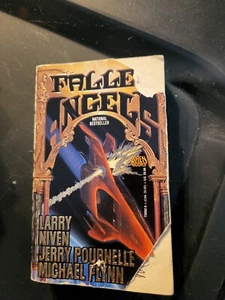 FALLE
ANGELS
NATIONAL
BESTSELLER
LARRY
NIVEN
JERRY POURNELLE
MICHAEL FLYNN